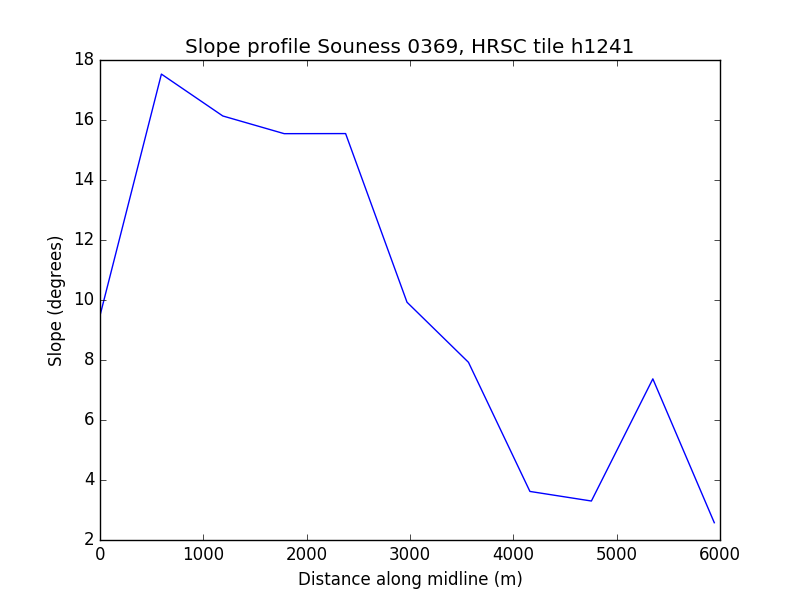 Slope profile Souness 0369, HRSC tile h1241
18
16
14
12
10
8
6
4
2
Slope (degrees)
0 1000 2000 3000 4000 5000 6000
Distance along midline (m)